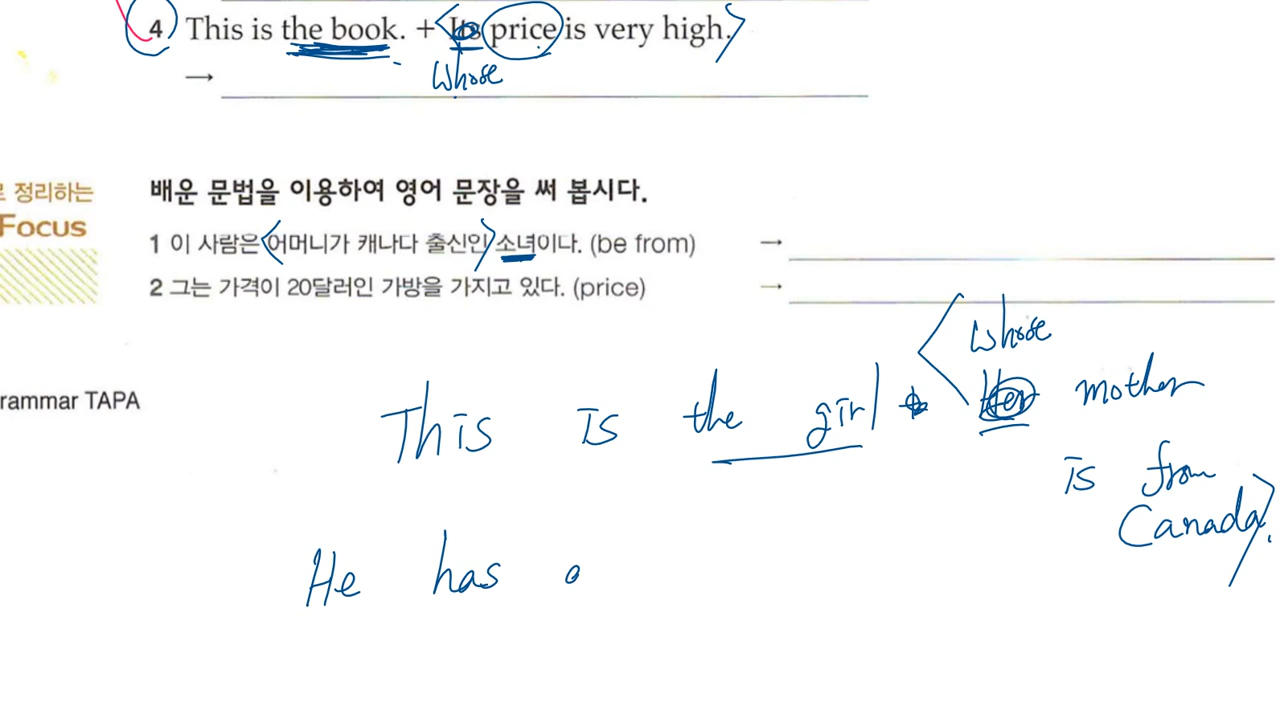 4 This is the book. + Its price is very high.
→ whose
로 정리하는
Focus
배운 문법을 이용하여 영어 문장을 써 봅시다.
1 이 사람은 어머니가 캐나다 출신인 소녀이다. (be from) →
2 그는 가격이 20달러인 가방을 가지고 있다. (price) →
rammar TAPA
whose
This is the girl + Her mother
is from
Canada.
He has a